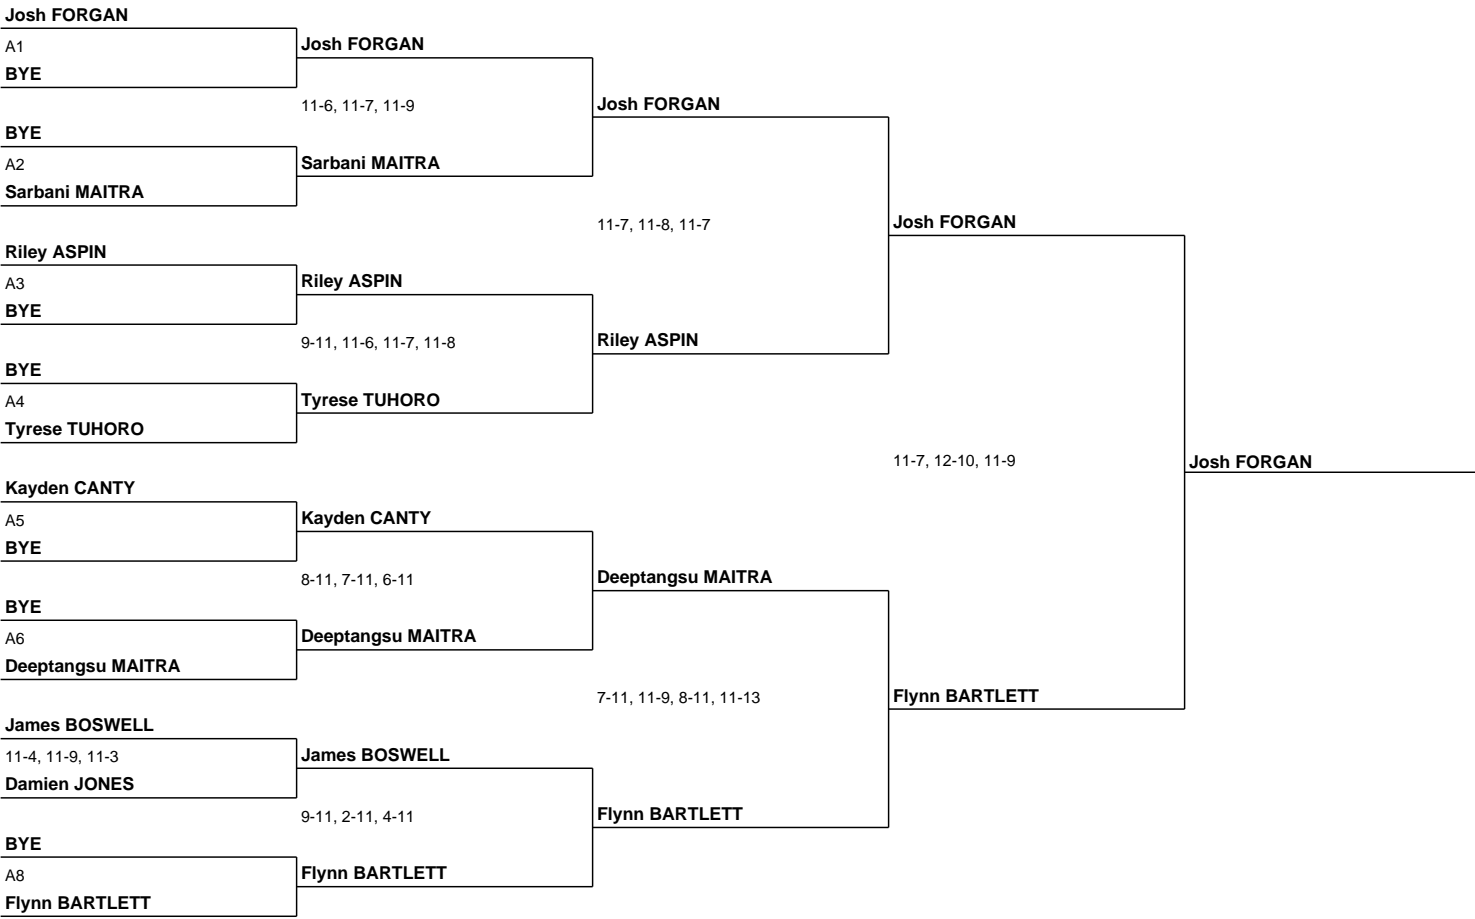 Josh FORGAN
A1
BYE
BYE
A2
Sarbani MAITRA
Riley ASPIN
A3
BYE
BYE
A4
Tyrese TUHORO
Kayden CANTY
A5
BYE
BYE
A6
Deeptangsu MAITRA
James BOSWELL
11-4, 11-9, 11-3
Damien JONES
BYE
A8
Flynn BARTLETT
Josh FORGAN
11-6, 11-7, 11-9
Sarbani MAITRA
Riley ASPIN
9-11, 11-6, 11-7, 11-8
Tyrese TUHORO
Kayden CANTY
8-11, 7-11, 6-11
Deeptangsu MAITRA
James BOSWELL
9-11, 2-11, 4-11
Flynn BARTLETT
Josh FORGAN
11-7, 11-8, 11-7
Riley ASPIN
Deeptangsu MAITRA
7-11, 11-9, 8-11, 11-13
Flynn BARTLETT
Josh FORGAN
11-7, 12-10, 11-9
Flynn BARTLETT
Josh FORGAN